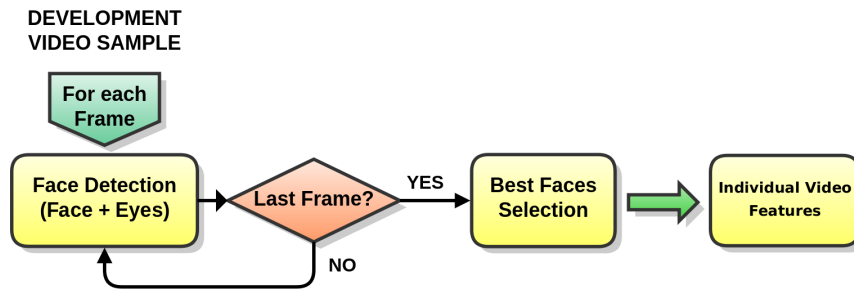 DEVELOPMENT
VIDEO SAMPLE
For each
Frame
Face Detection
(Face + Eyes)
Last Frame?
YES
NO
Best Faces
Selection
Individual Video
Features